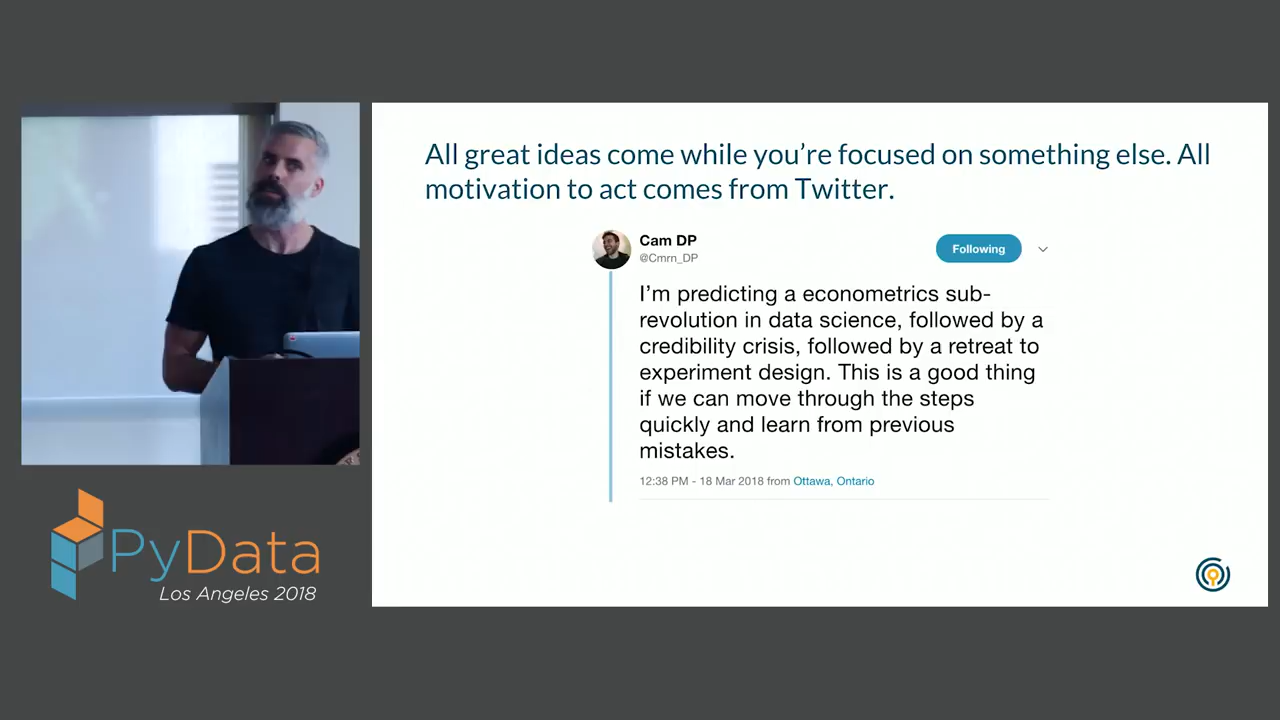 All great ideas come while you're focused on something else. All
motivation to act comes from Twitter.
Cam DP
@Cmrn_DP
Following
I'm predicting a econometrics sub-
revolution in data science, followed by a
credibility crisis, followed by a retreat to
experiment design. This is a good thing
if we can move through the steps
quickly and learn from previous
mistakes.
12:38 PM - 18 Mar 2018 from Ottawa, Ontario
PyData
Los Angeles 2018